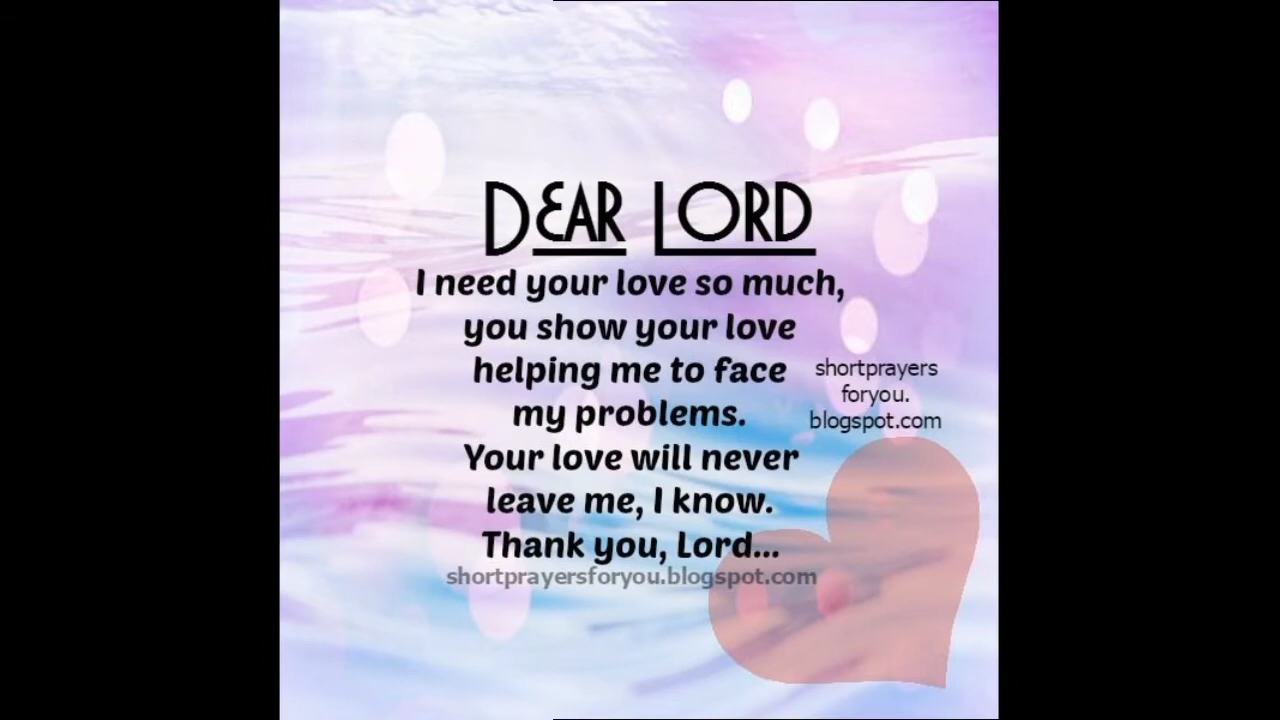 Dear Lord
I need your love so much,
you show your love
helping me to face
my problems.
Your love will never
leave me, I know.
Thank you, Lord...
shortprayersforyou.blogspot.com
shortprayers
foryou.
blogspot.com